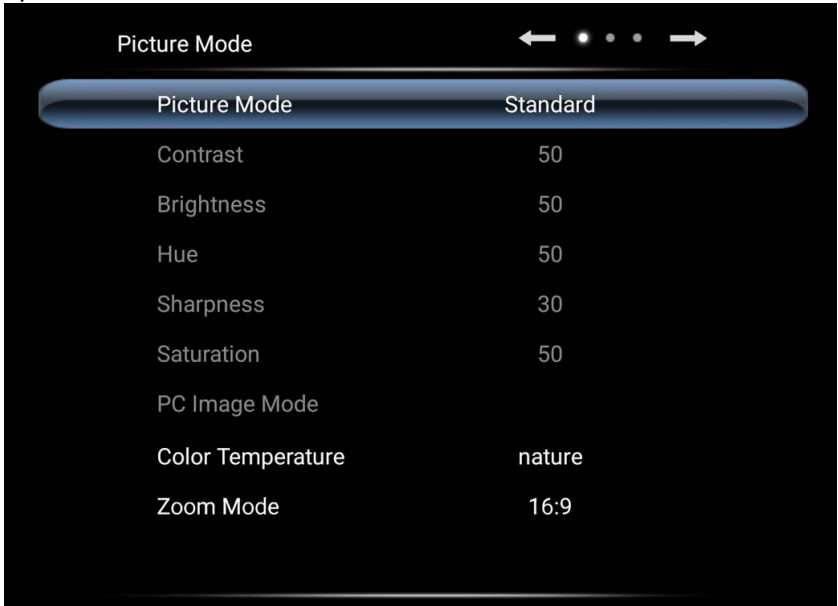 Picture Mode
Picture Mode Standard
Contrast 50
Brightness 50
Hue 50
Sharpness 30
Saturation 50
PC Image Mode
Color Temperature nature
Zoom Mode 16:9